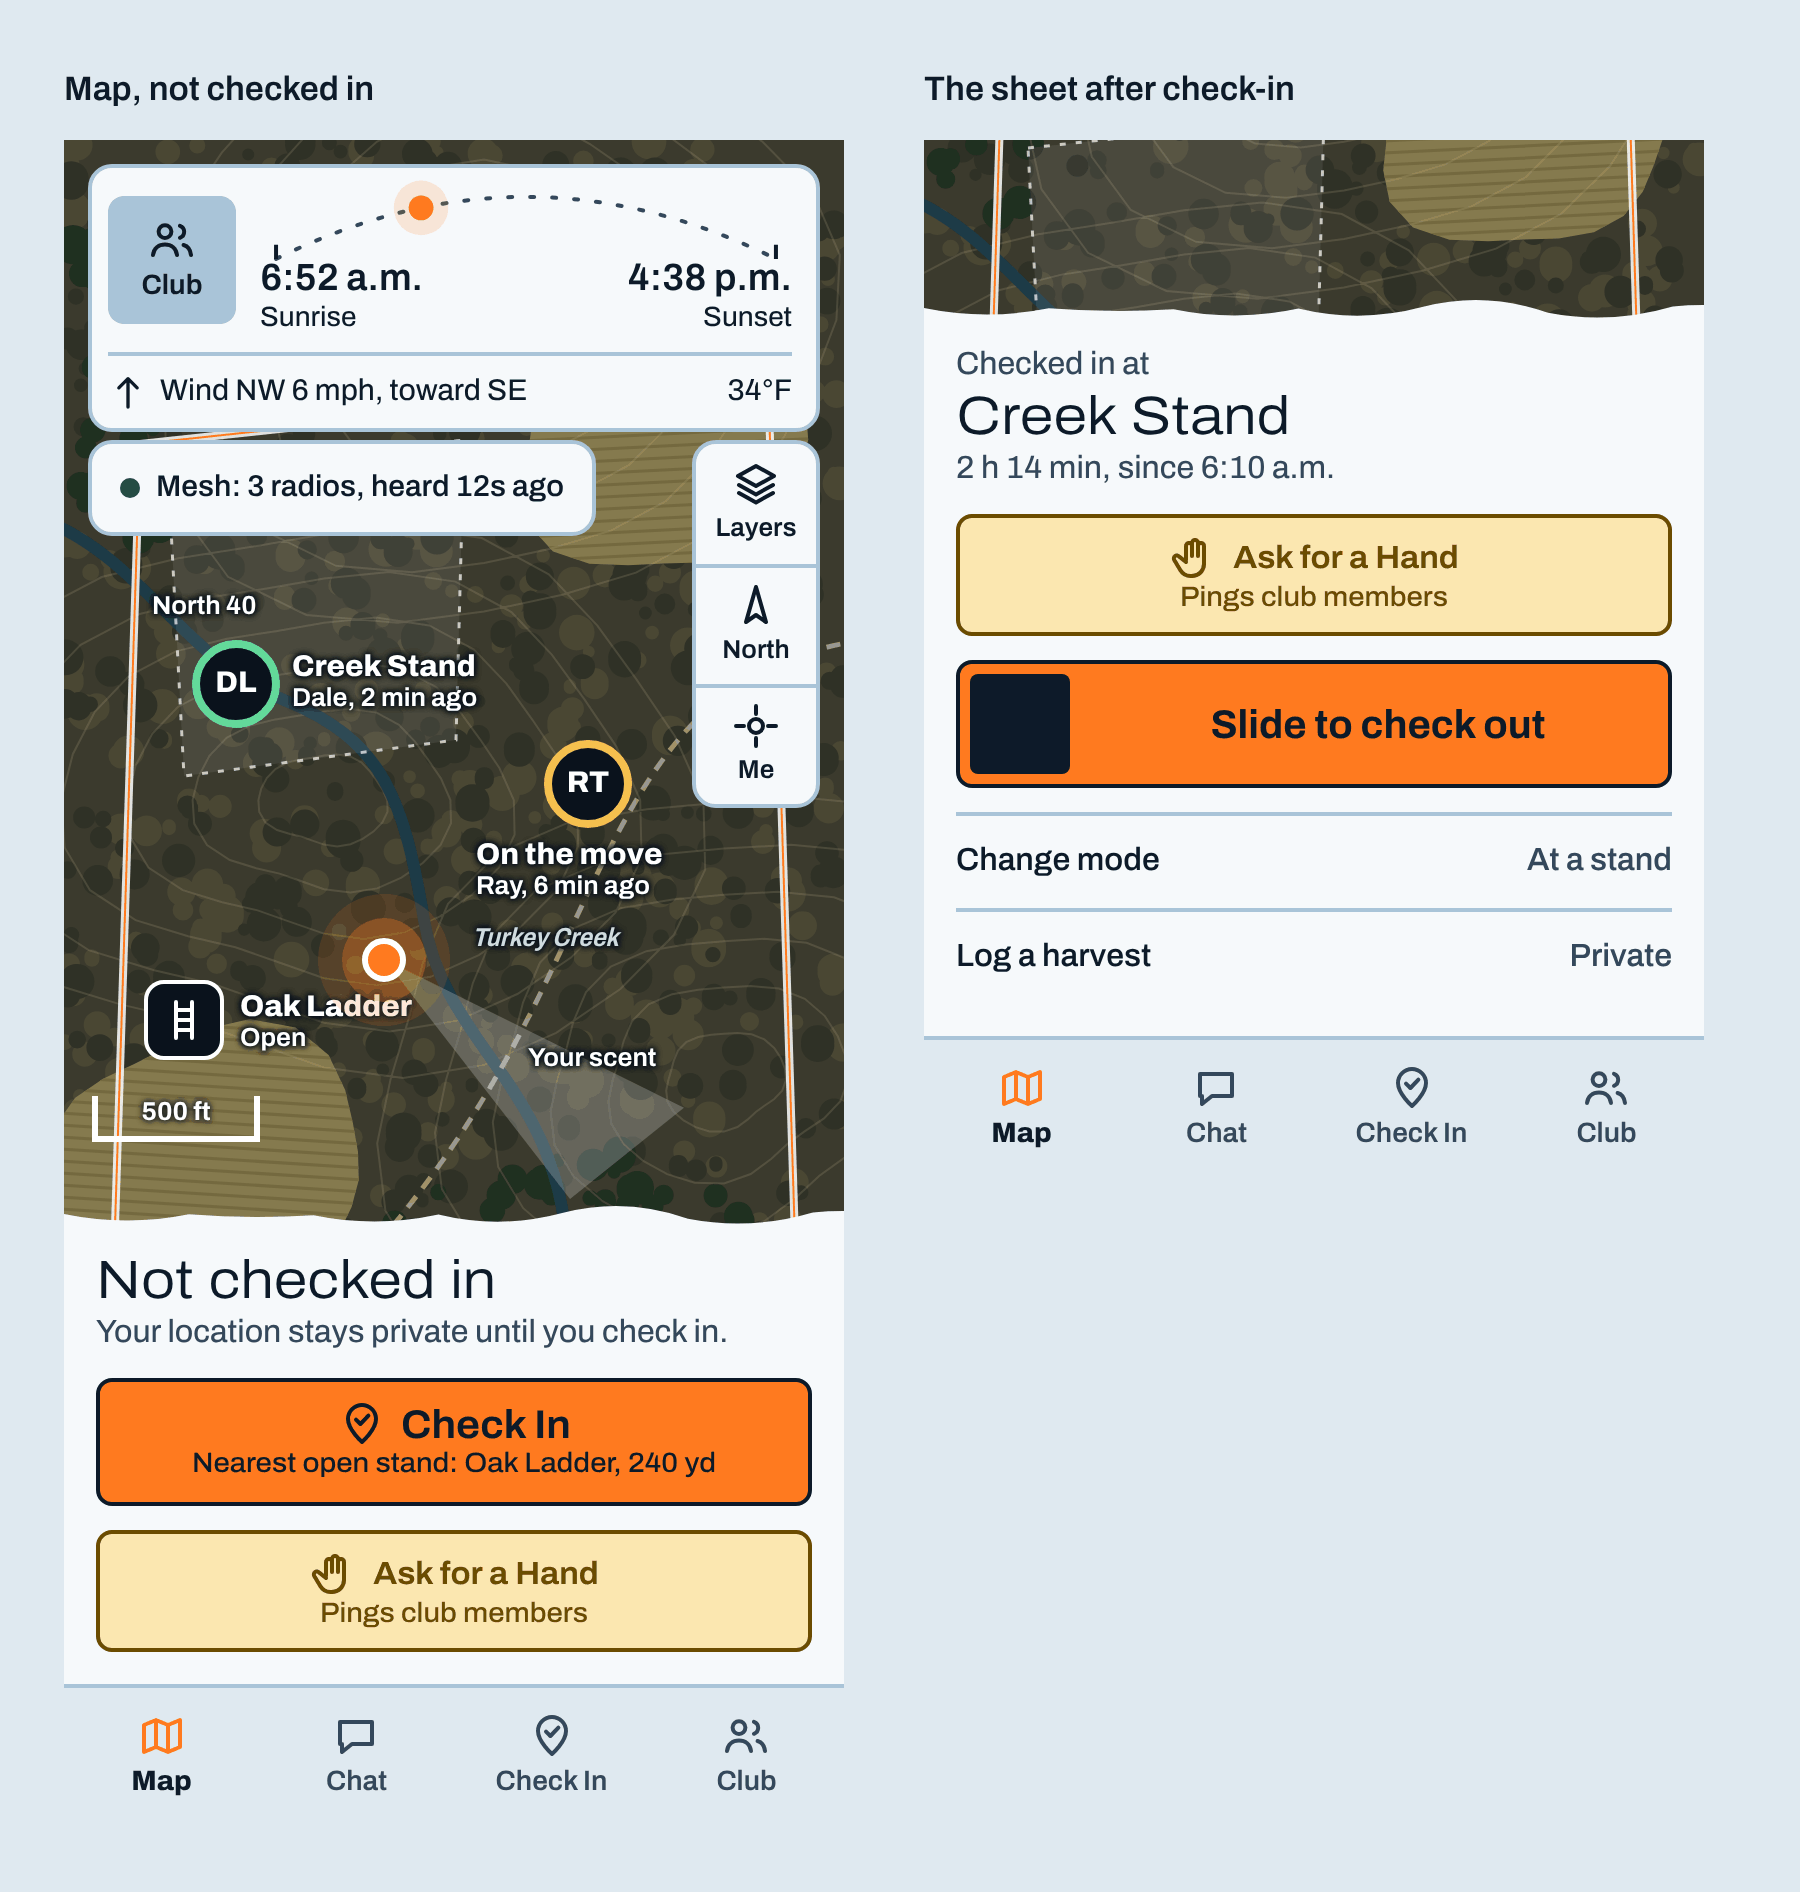 Map, not checked in
Club
6:52 a.m.
Sunrise
4:38 p.m.
Sunset
Wind NW 6 mph, toward SE
34°F
Mesh: 3 radios, heard 12s ago
Layers
North
Me
North 40
DL
Creek Stand
Dale, 2 min ago
RT
On the move
Ray, 6 min ago
Turkey Creek
Oak Ladder
Open
Your scent
500 ft
Not checked in
Your location stays private until you check in.
Check In
Nearest open stand: Oak Ladder, 240 yd
Ask for a Hand
Pings club members
Map
Chat
Check In
Club
The sheet after check-in
Checked in at
Creek Stand
2 h 14 min, since 6:10 a.m.
Ask for a Hand
Pings club members
Slide to check out
Change mode
At a stand
Log a harvest
Private
Map
Chat
Check In
Club